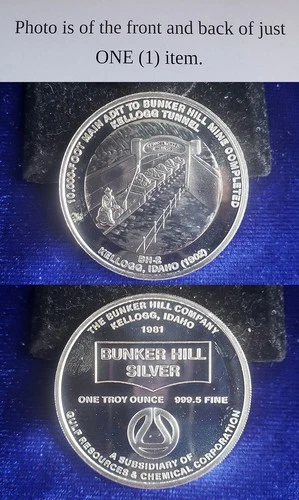 Photo is of the front and back of just
ONE (1) item.
10,000-FOOT MAIN ADIT TO BUNKER HILL MINE COMPLETED
KELLOGG TUNNEL
BH-2
KELLOGG, IDAHO (1902)
THE BUNKER HILL COMPANY
KELLOGG, IDAHO
1981
BUNKER HILL
SILVER
ONE TROY OUNCE 999.5 FINE
A SUBSIDIARY OF
GULF RESOURCES & CHEMICAL CORPORATION